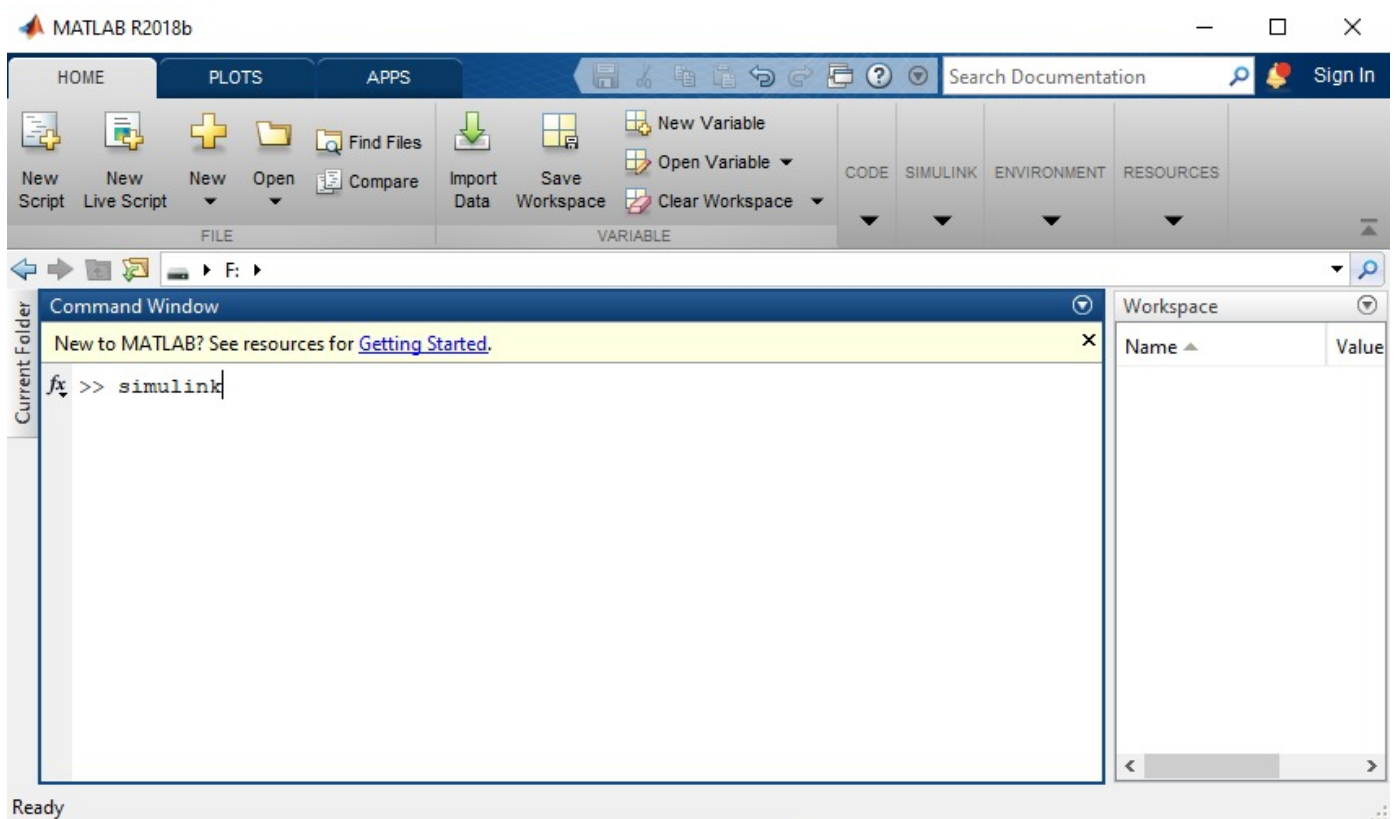 MATLAB R2018b
HOME PLOTS APPS Search Documentation Sign In
New Script
New Live Script
New
Open
Find Files
Compare
FILE
Import Data
Save Workspace
New Variable
Open Variable
Clear Workspace
VARIABLE
CODE SIMULINK ENVIRONMENT RESOURCES
F:
Current Folder
Command Window
New to MATLAB? See resources for Getting Started.
fx >> simulink
Workspace
Name Value
Ready